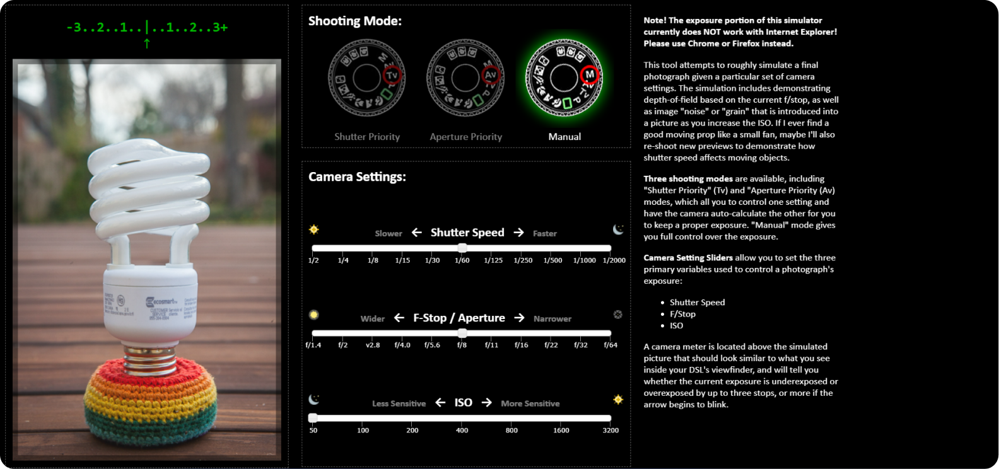 -3..2..1..|..1..2..3+
↑
ecosmart
CUSTOMER Service
Shooting Mode:
M
Tv
Av
M
Shutter Priority
Aperture Priority
Manual
Camera Settings:
Slower ← Shutter Speed → Faster
1/2 1/4 1/8 1/15 1/30 1/60 1/125 1/250 1/500 1/1000 1/2000
Wider ← F-Stop / Aperture → Narrower
f/1.4 f/2 v2.8 f/4.0 f/5.6 f/8 f/11 f/16 f/22 f/32 f/64
Less Sensitive ← ISO → More Sensitive
50 100 200 400 800 1600 3200
Note! The exposure portion of this simulator
currently does NOT work with Internet Explorer!
Please use Chrome or Firefox instead.
This tool attempts to roughly simulate a final
photograph given a particular set of camera
settings. The simulation includes demonstrating
depth-of-field based on the current f/stop, as well
as image "noise" or "grain" that is introduced into
a picture as you increase the ISO. If I ever find a
good moving prop like a small fan, maybe I'll also
re-shoot new previews to demonstrate how
shutter speed affects moving objects.
Three shooting modes are available, including
"Shutter Priority" (Tv) and "Aperture Priority (Av)
modes, which all you to control one setting and
have the camera auto-calculate the other for you
to keep a proper exposure. "Manual" mode gives
you full control over the exposure.
Camera Setting Sliders allow you to set the three
primary variables used to control a photograph's
exposure:
• Shutter Speed
• F/Stop
• ISO
A camera meter is located above the simulated
picture that should look similar to what you see
inside your DSL's viewfinder, and will tell you
whether the current exposure is underexposed or
overexposed by up to three stops, or more if the
arrow begins to blink.